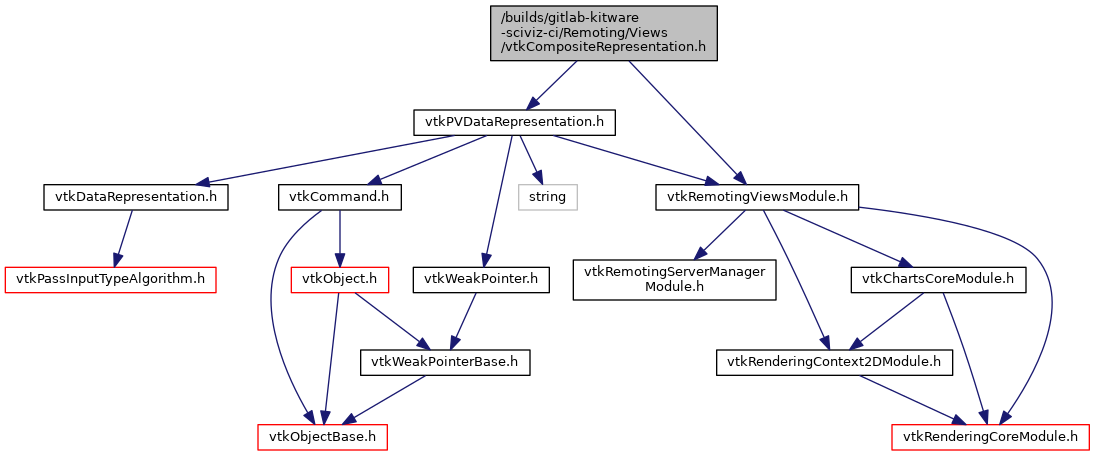 /builds/gitlab-kitware
-sciviz-ci/Remoting/Views
/vtkCompositeRepresentation.h
vtkPVDataRepresentation.h
vtkDataRepresentation.h
vtkCommand.h
string
vtkRemotingViewsModule.h
vtkPassInputTypeAlgorithm.h
vtkObject.h
vtkWeakPointer.h
vtkRemotingServerManager
Module.h
vtkChartsCoreModule.h
vtkWeakPointerBase.h
vtkRenderingContext2DModule.h
vtkObjectBase.h
vtkRenderingCoreModule.h